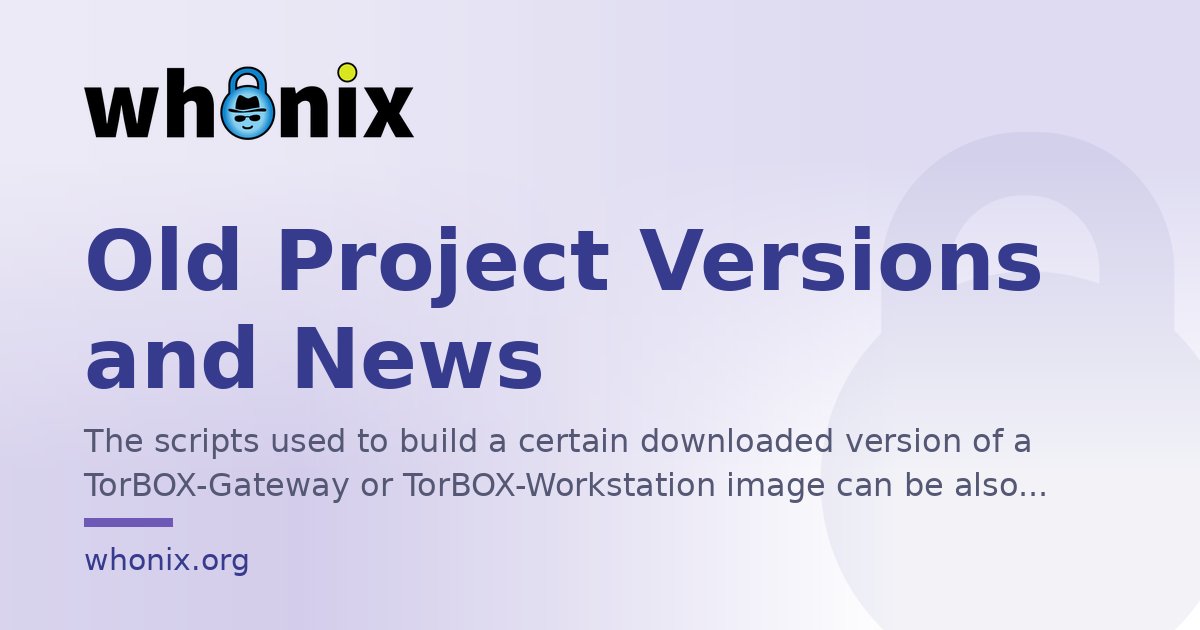 whonix
Old Project Versions
and News
The scripts used to build a certain downloaded version of a
TorBOX-Gateway or TorBOX-Workstation image can be also...
whonix.org